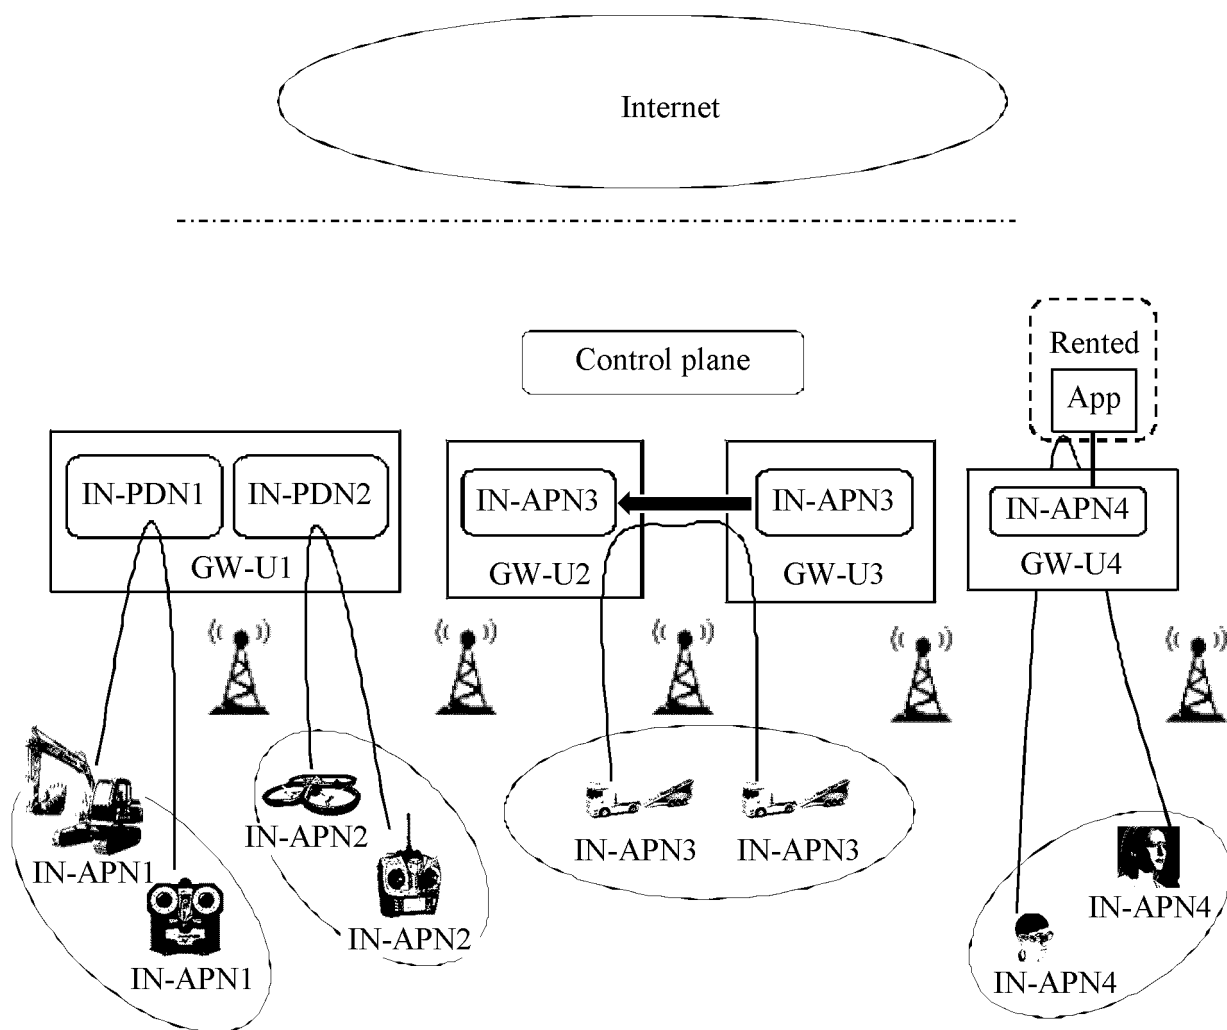 Internet
Control plane
Rented
App
IN-PDN1
IN-PDN2
GW-U1
IN-APN3
GW-U2
IN-APN3
GW-U3
IN-APN4
GW-U4
IN-APN1
IN-APN1
IN-APN2
IN-APN2
IN-APN3
IN-APN3
IN-APN4
IN-APN4